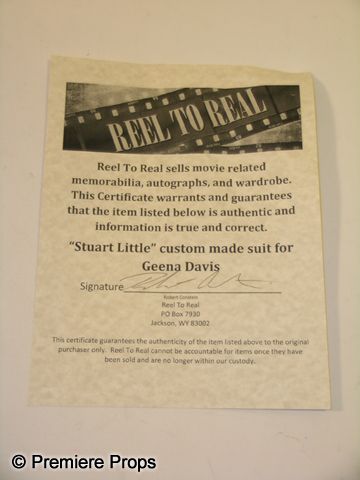 REEL TO REAL
Reel To Real sells movie related
memorabilia, autographs, and wardrobe.
This Certificate warrants and guarantees
that the item listed below is authentic and
information is true and correct.
"Stuart Little" custom made suit for
Geena Davis
Signature
Robert Gonstein
Reel To Real
PO Box 7930
Jackson, WY 83002
This certificate guarantees the authenticity of the item listed above to the original
purchaser only. Reel To Real cannot be accountable for items once they have
been sold and are no longer within our custody.
© Premiere Props